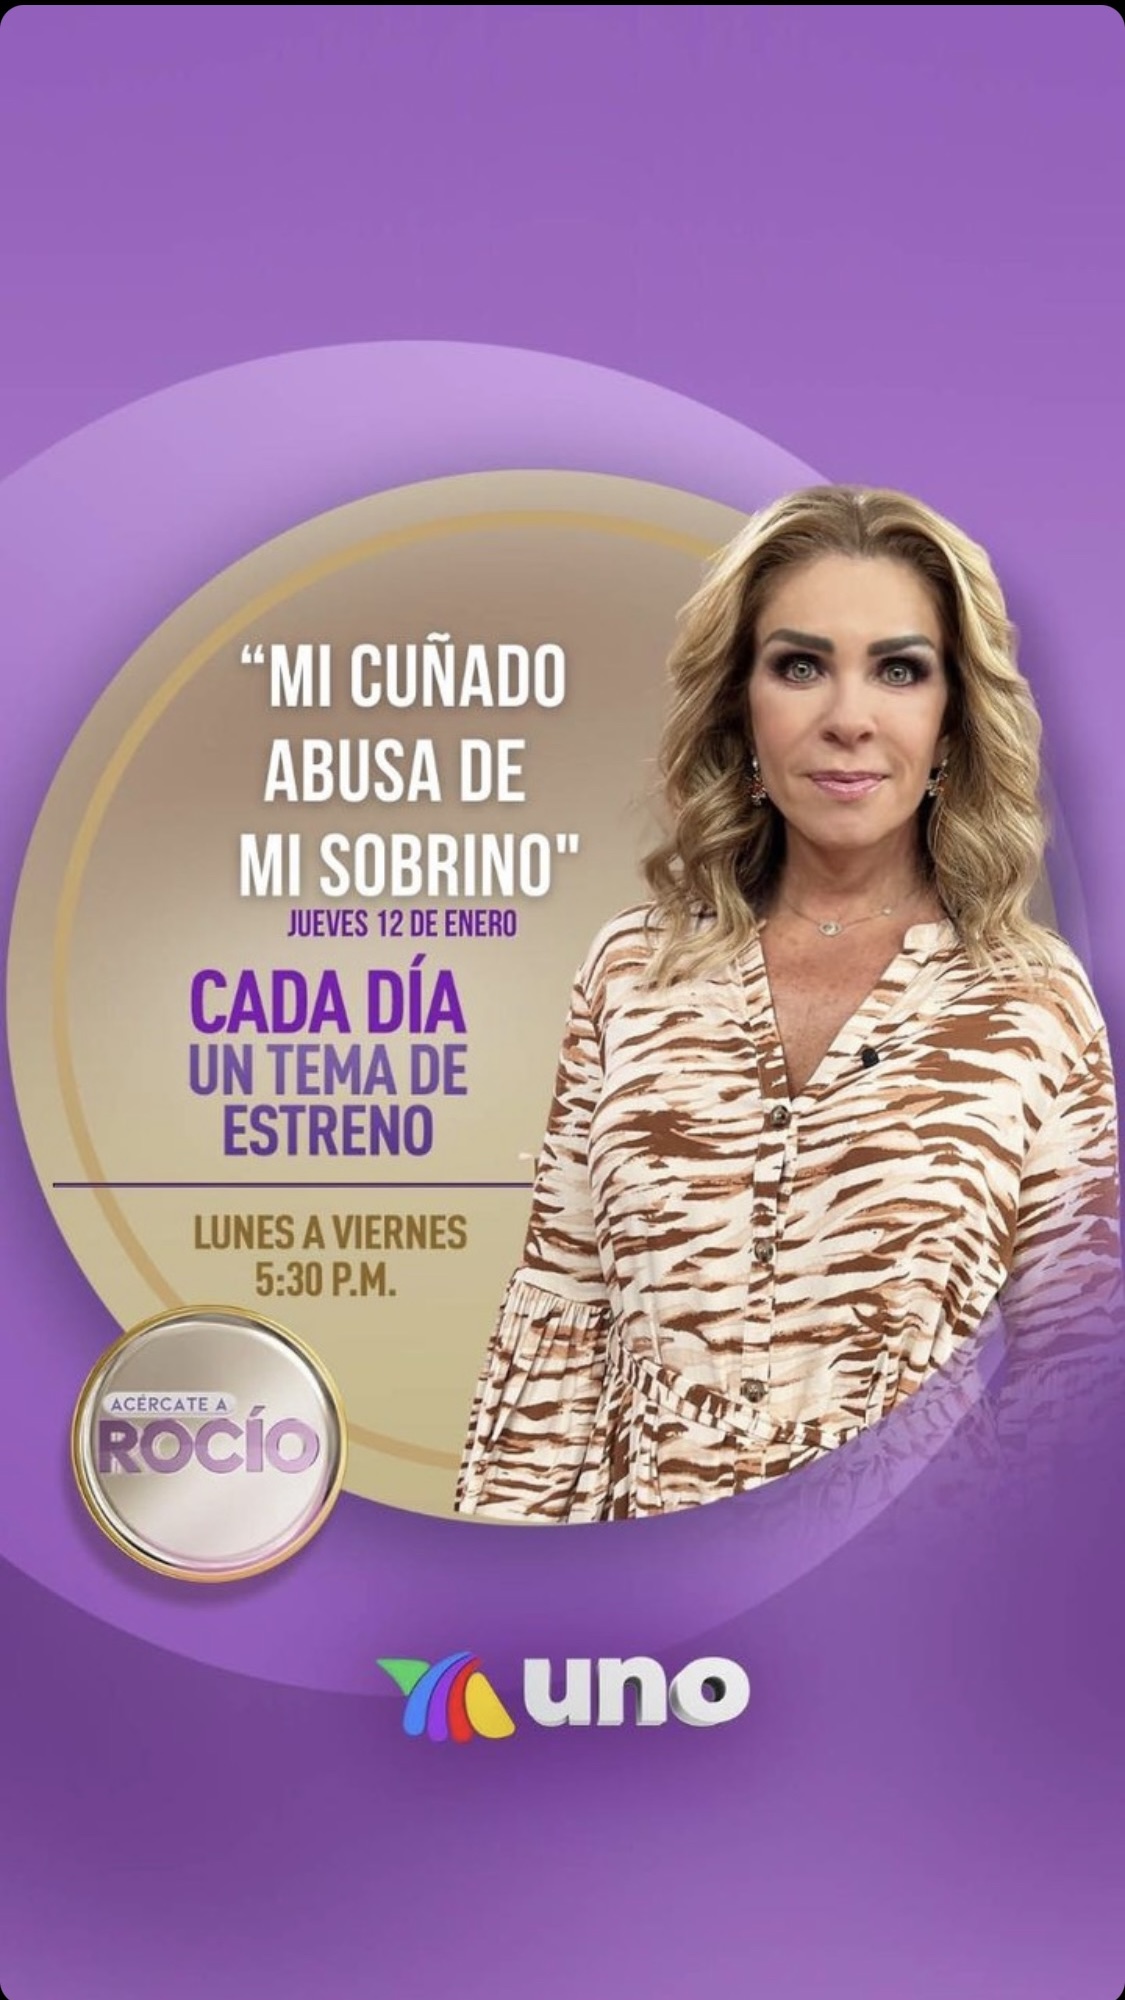 “MI CUÑADO
ABUSA DE
MI SOBRINO"
JUEVES 12 DE ENERO
CADA DÍA
UN TEMA DE
ESTRENO
LUNES A VIERNES
5:30 P.M.
ACÉRCATE A
ROCÍO
uno